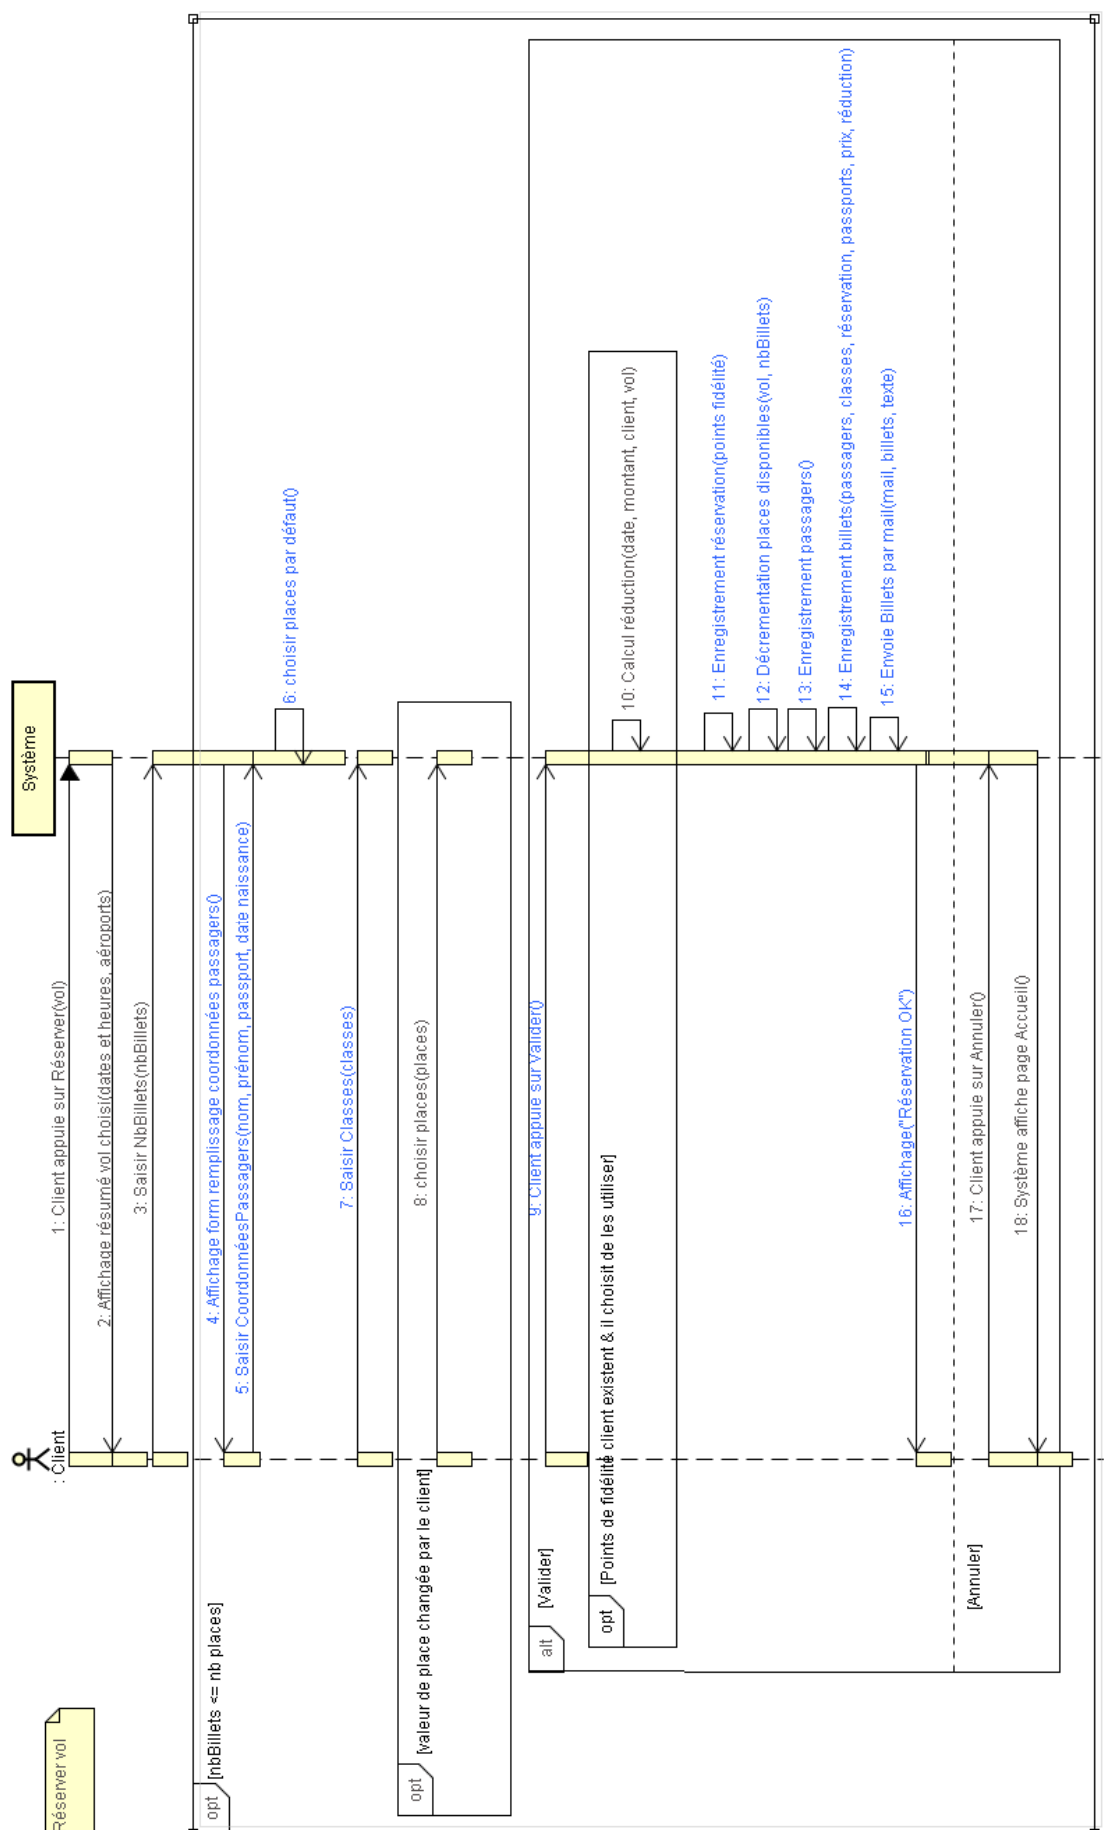 Réserver vol
: Client
Système
1: Client appuie sur Réserver(vol)
2: Affichage résumé vol choisi(dates et heures, aéroports)
3: Saisir NbBillets(nbBillets)
opt
[nbBillets <= nb places]
4: Affichage form remplissage coordonnées passagers()
5: Saisir CoordonnéesPassagers(nom, prénom, passport, date naissance)
6: choisir places par défaut()
7: Saisir Classes(classes)
opt
[valeur de place changée par le client]
8: choisir places(places)
alt
[Valider]
9: Client appuie sur Valider()
opt
[Points de fidélité client existent & il choisit de les utiliser]
10: Calcul réduction(date, montant, client, vol)
11: Enregistrement réservation(points fidélité)
12: Décrementation places disponibles(vol, nbBillets)
13: Enregistrement passagers()
14: Enregistrement billets(passagers, classes, réservation, passports, prix, réduction)
15: Envoie Billets par mail(mail, billets, texte)
16: Affichage("Réservation OK")
[Annuler]
17: Client appuie sur Annuler()
18: Système affiche page Accueil()